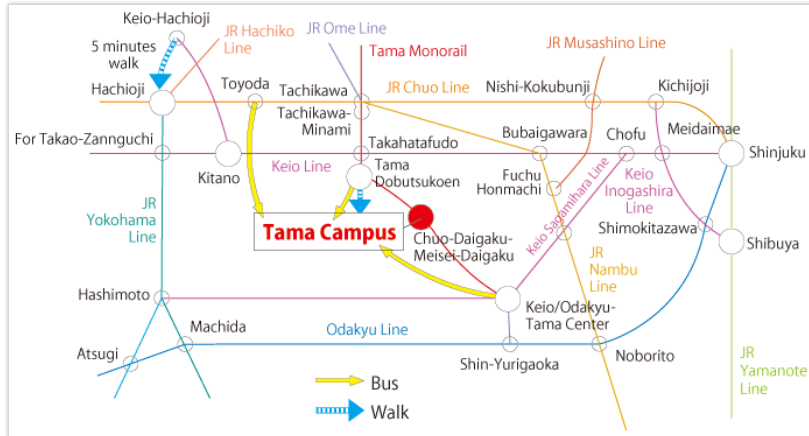 Keio-Hachioji
5 minutes
walk
JR Hachiko
Line
JR Ome Line
Tama Monorail
JR Musashino Line
Hachioji
Toyoda
Tachikawa
Tachikawa-
Minami
JR Chuo Line
Nishi-Kokubunji
Kichijoji
For Takao-Zannguchi
Kitano
Keio Line
Takahatafudo
Bubaigawara
Chofu
Meidaimae
Shinjuku
Tama
Dobutsukoen
Fuchu
Honmachi
Keio
Inogashira
Line
JR
Yokohama
Line
Tama Campus
Chuo-Daigaku-
Meisei-Daigaku
Keio Sagamihara Line
Shimokitazawa
Shibuya
JR
Nambu
Line
Hashimoto
Keio/Odakyu-
Tama Center
Machida
Odakyu Line
Atsugi
Shin-Yurigaoka
Noborito
JR
Yamanote
Line
Bus
Walk